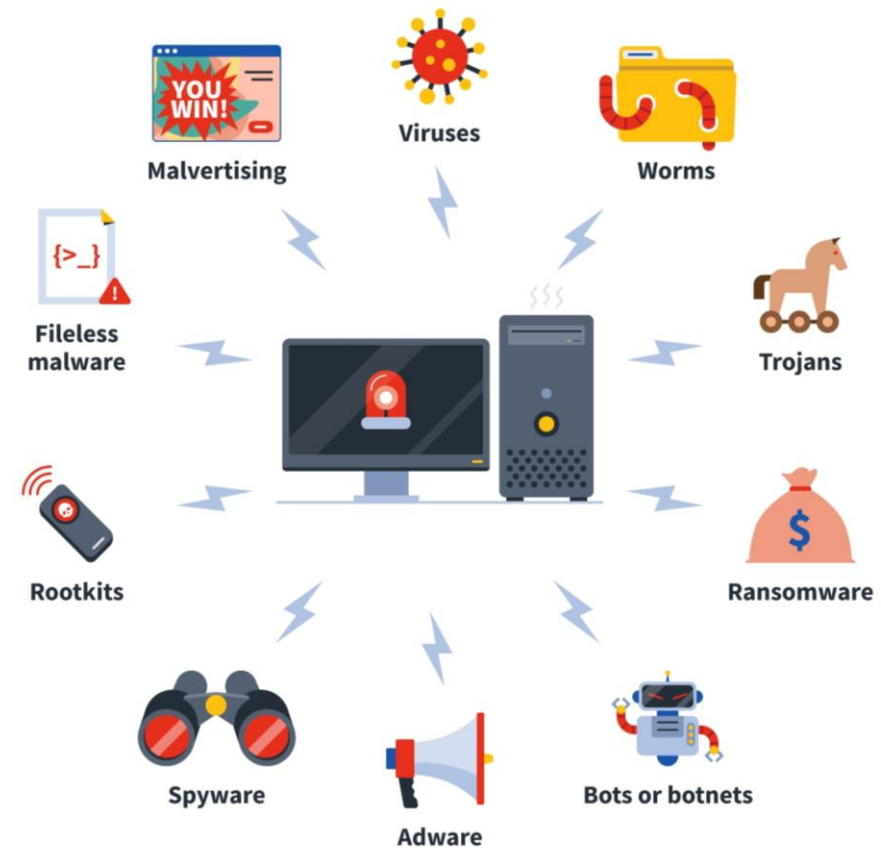 YOU
WIN!
Malvertising
Viruses
Worms
{>_}
!
Fileless
malware
Trojans
Rootkits
$
Ransomware
Spyware
Adware
Bots or botnets